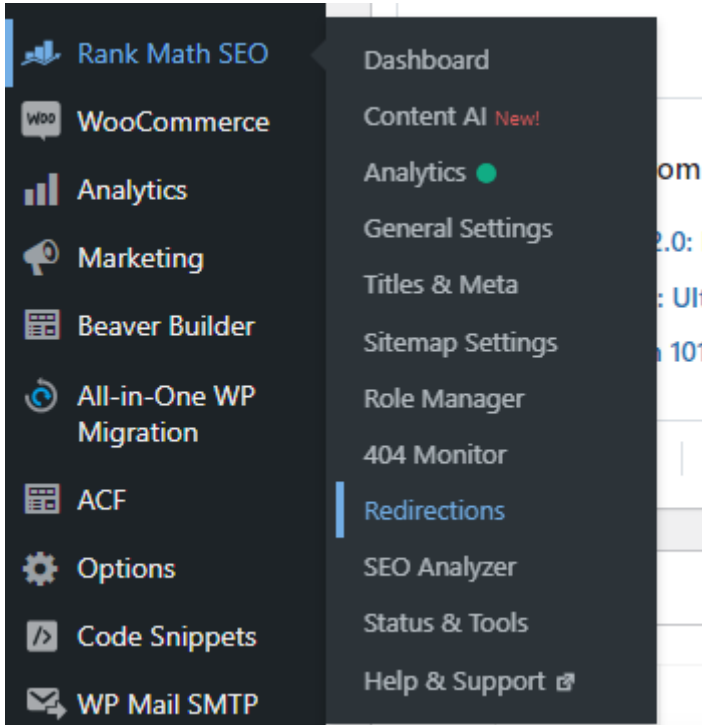 Rank Math SEO
WooCommerce
Analytics
Marketing
Beaver Builder
All-in-One WP
Migration
ACF
Options
Code Snippets
WP Mail SMTP
Dashboard
Content AI New!
Analytics
General Settings
Titles & Meta
Sitemap Settings
Role Manager
404 Monitor
Redirections
SEO Analyzer
Status & Tools
Help & Support
om
2.0:
: Ult
101